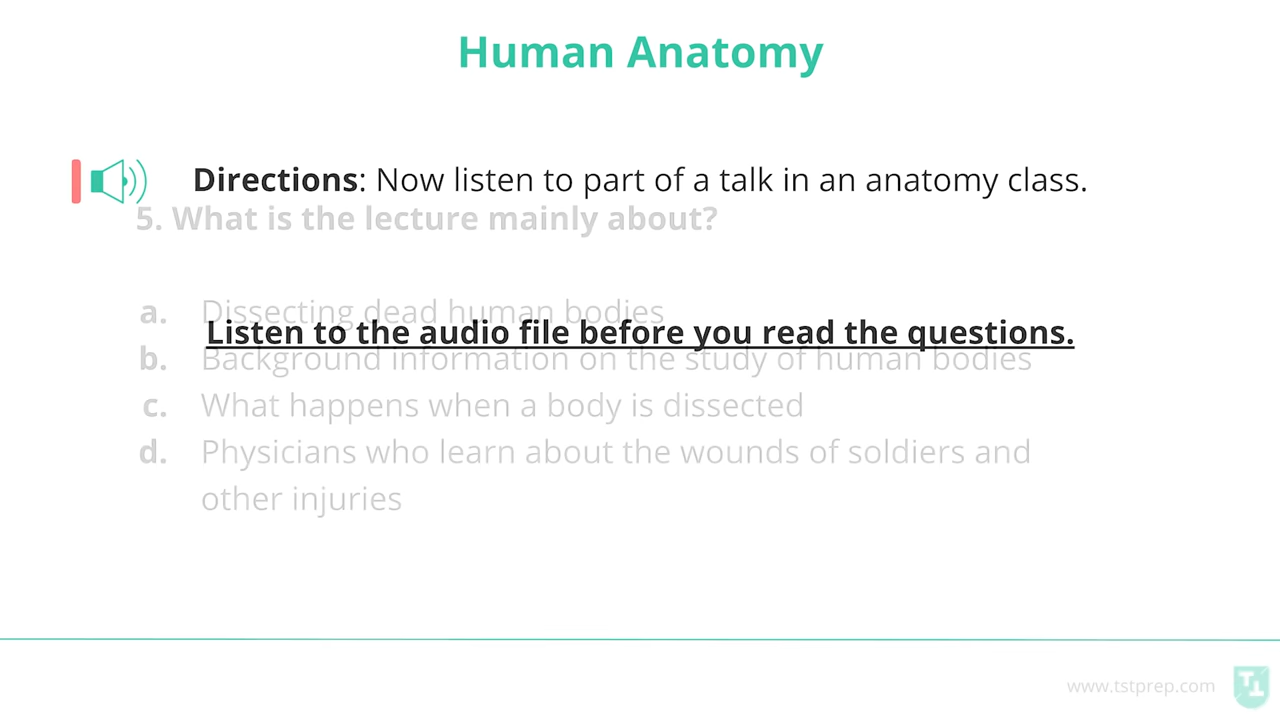 Human Anatomy
Directions: Now listen to part of a talk in an anatomy class.
5. What is the lecture mainly about?
a. Dissecting dead human bodies
Listen to the audio file before you read the questions.
b. Background information on the study of human bodies
c. What happens when a body is dissected
d. Physicians who learn about the wounds of soldiers and
other injuries
www.tstprep.com